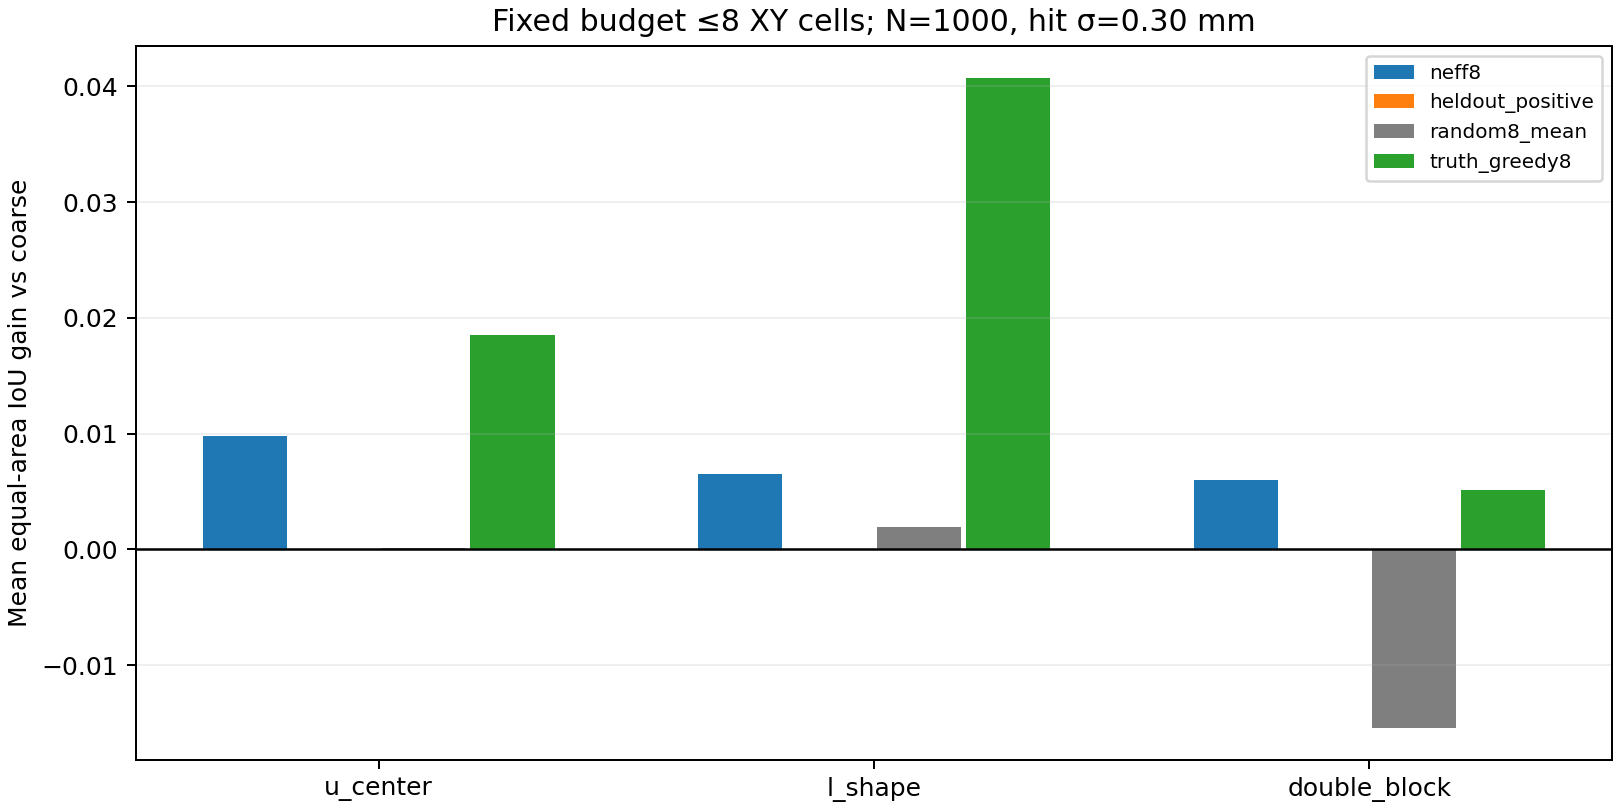 Fixed budget ≤8 XY cells; N=1000, hit σ=0.30 mm
neff8
heldout_positive
random8_mean
truth_greedy8
Mean equal-area IoU gain vs coarse
0.04
0.03
0.02
0.01
0.00
−0.01
u_center
l_shape
double_block